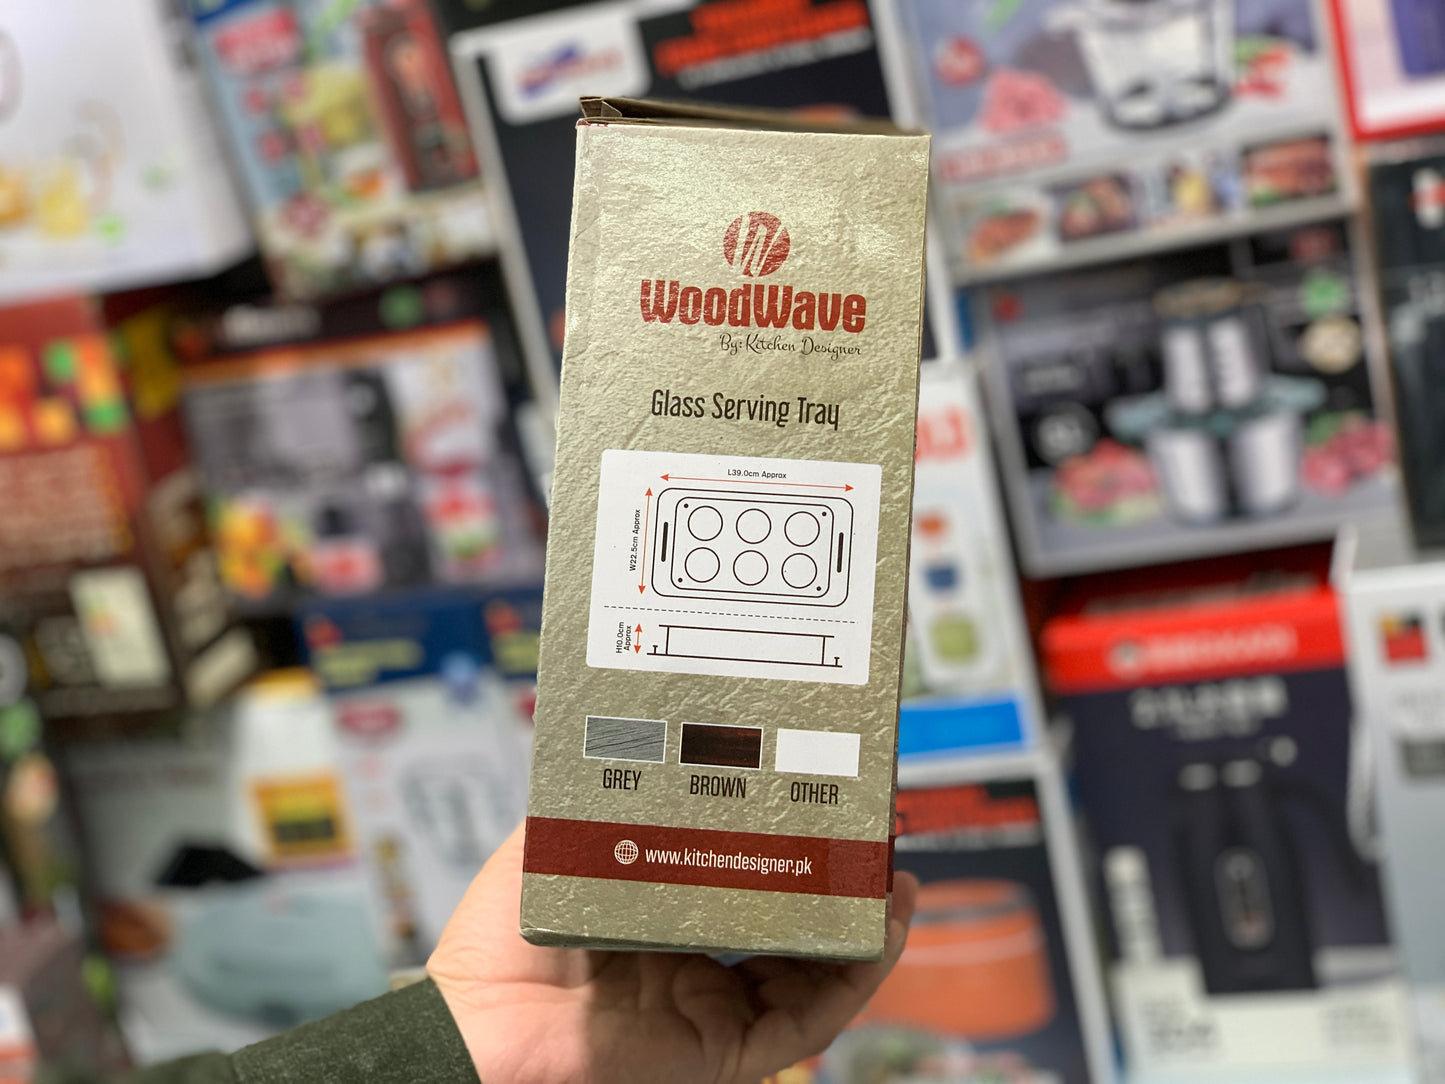 WoodWave
By: Kitchen Designer
Glass Serving Tray
L39.0cm Approx
W22.5cm Approx
H10.0cm
Approx
GREY
BROWN
OTHER
www.kitchendesigner.pk